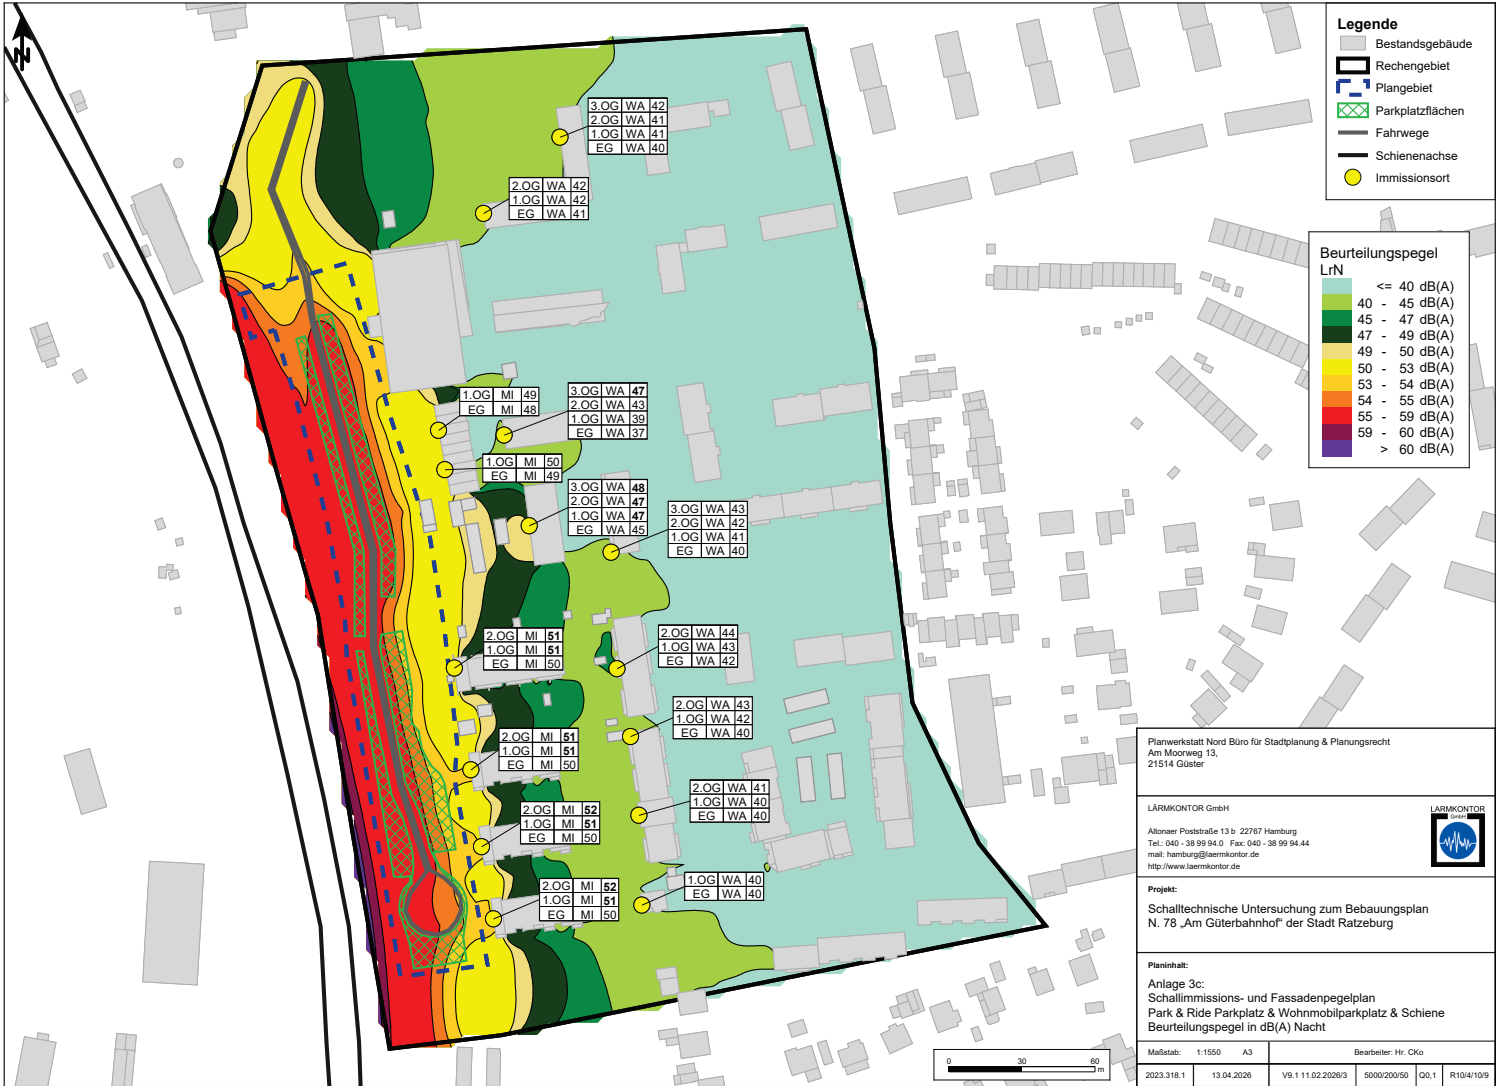 N
Legende
Bestandsgebäude
Rechengebiet
Plangebiet
Parkplatzflächen
Fahrwege
Schienenachse
Immissionsort
Beurteilungspegel
LrN
<= 40 dB(A)
40 - 45 dB(A)
45 - 47 dB(A)
47 - 49 dB(A)
49 - 50 dB(A)
50 - 53 dB(A)
53 - 54 dB(A)
54 - 55 dB(A)
55 - 59 dB(A)
59 - 60 dB(A)
> 60 dB(A)
3.OG WA 42
2.OG WA 41
1.OG WA 41
EG WA 40
2.OG WA 42
1.OG WA 42
EG WA 41
1.OG MI 49
EG MI 48
3.OG WA 47
2.OG WA 43
1.OG WA 39
EG WA 37
1.OG MI 50
EG MI 49
3.OG WA 48
2.OG WA 47
1.OG WA 47
EG WA 45
3.OG WA 43
2.OG WA 42
1.OG WA 41
EG WA 40
2.OG MI 51
1.OG MI 51
EG MI 50
2.OG WA 44
1.OG WA 43
EG WA 42
2.OG WA 43
1.OG WA 42
EG WA 40
2.OG MI 51
1.OG MI 51
EG MI 50
2.OG WA 41
1.OG WA 40
EG WA 40
2.OG MI 52
1.OG MI 51
EG MI 50
2.OG MI 52
1.OG MI 51
EG MI 50
1.OG WA 40
EG WA 40
0 30 60
m
Planwerkstatt Nord Büro für Stadtplanung & Planungsrecht
Am Moorweg 13,
21514 Güster
LÄRMKONTOR GmbH
Altonaer Poststraße 13 b 22767 Hamburg
Tel.: 040 - 38 99 94.0 Fax: 040 - 38 99 94.44
mail: hamburg@laermkontor.de
http://www.laermkontor.de
LÄRMKONTOR
GmbH
Projekt:
Schalltechnische Untersuchung zum Bebauungsplan
N. 78 „Am Güterbahnhof“ der Stadt Ratzeburg
Planinhalt:
Anlage 3c:
Schallimmissions- und Fassadenpegelplan
Park & Ride Parkplatz & Wohnmobilparkplatz & Schiene
Beurteilungspegel in dB(A) Nacht
Maßstab: 1:1550 A3 Bearbeiter: Hr. CKo
2023.318.1 13.04.2026 V9.1 11.02.2026/3 5000/200/50 Q0,1 R10/4/10/9